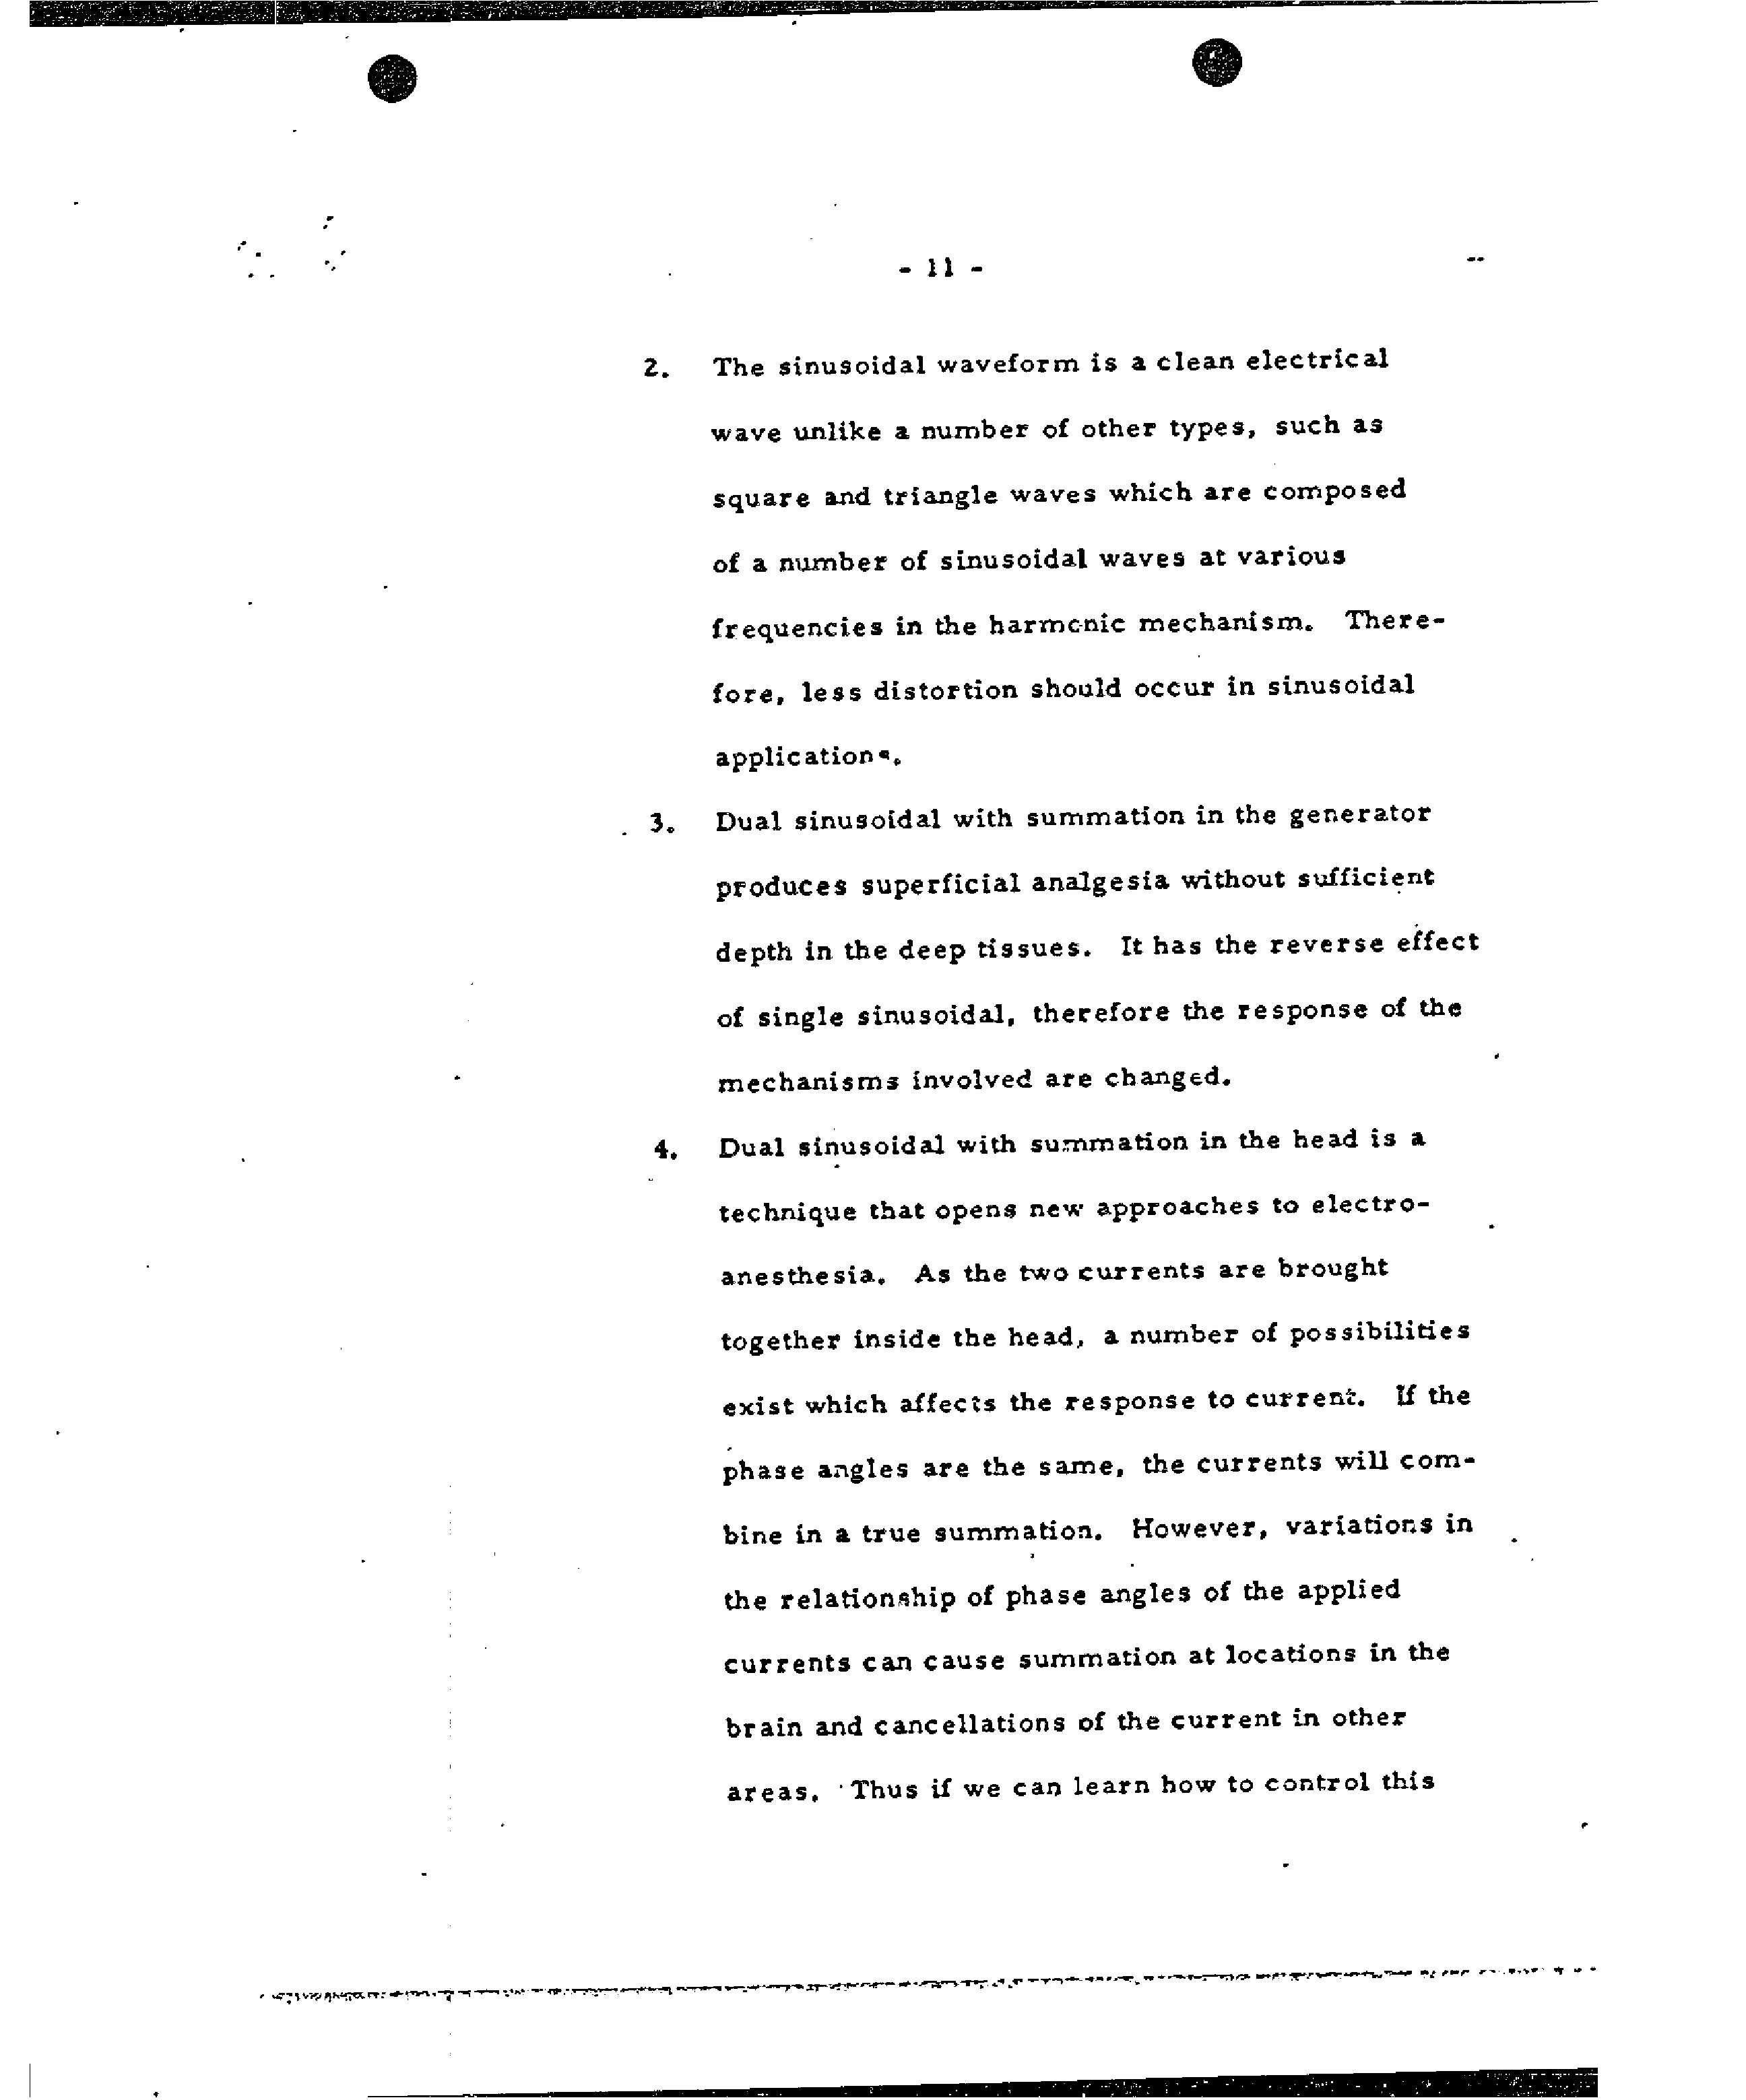 - 11 -
2. The sinusoidal waveform is a clean electrical
wave unlike a number of other types, such as
square and triangle waves which are composed
of a number of sinusoidal waves at various
frequencies in the harmonic mechanism. There-
fore, less distortion should occur in sinusoidal
applications.
3. Dual sinusoidal with summation in the generator
produces superficial analgesia without sufficient
depth in the deep tissues. It has the reverse effect
of single sinusoidal, therefore the response of the
mechanisms involved are changed.
4. Dual sinusoidal with summation in the head is a
technique that opens new approaches to electro-
anesthesia. As the two currents are brought
together inside the head, a number of possibilities
exist which affects the response to current. If the
phase angles are the same, the currents will com-
bine in a true summation. However, variations in
the relationship of phase angles of the applied
currents can cause summation at locations in the
brain and cancellations of the current in other
areas. Thus if we can learn how to control this